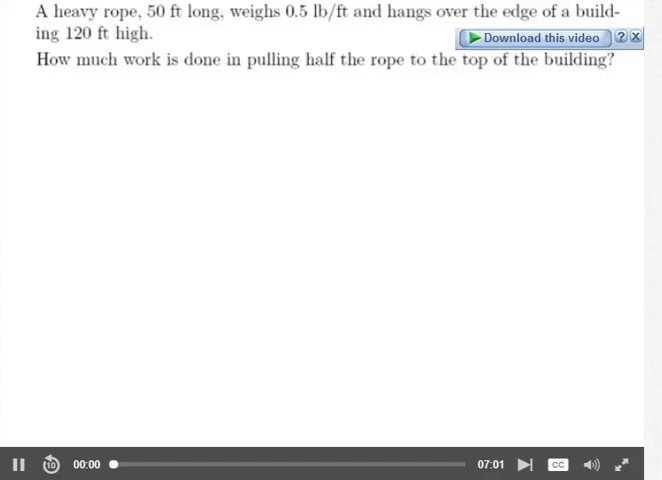 A heavy rope, 50 ft long, weighs 0.5 lb/ft and hangs over the edge of a build-
ing 120 ft high.
Download this video ? X
How much work is done in pulling half the rope to the top of the building?
10 00:00 07:01 CC